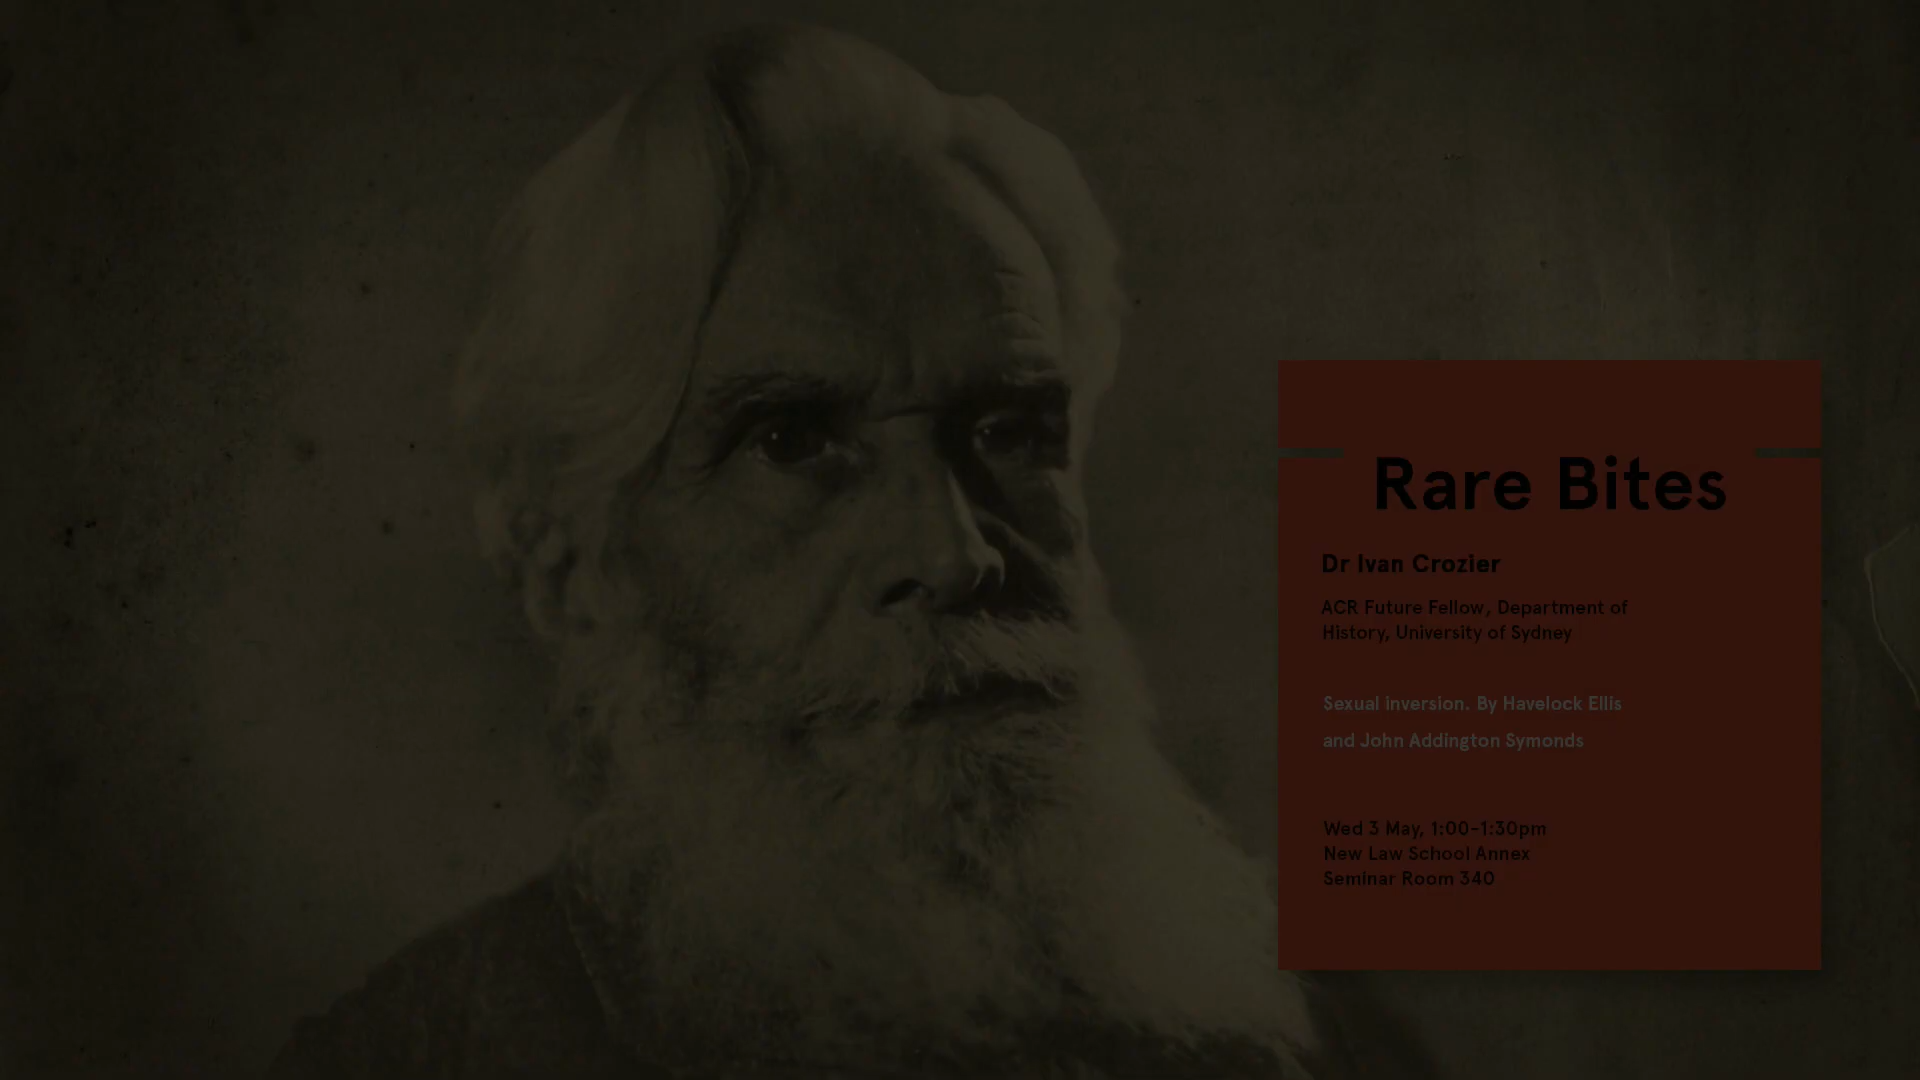 Rare Bites
Dr Ivan Crozier
ACR Future Fellow, Department of
History, University of Sydney
Sexual inversion. By Havelock Ellis
and John Addington Symonds
Wed 3 May, 1:00-1:30pm
New Law School Annex
Seminar Room 340